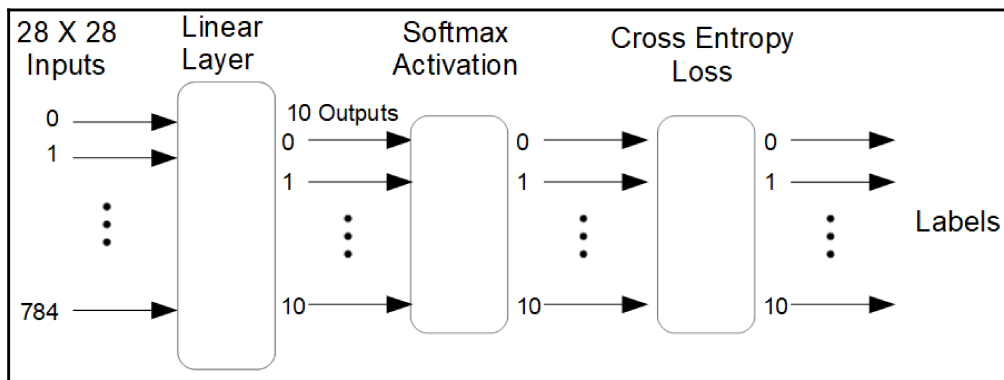 28 X 28
Inputs
Linear
Layer
Softmax
Activation
Cross Entropy
Loss
10 Outputs
0
1
784
0
1
10
0
1
10
0
1
10
Labels